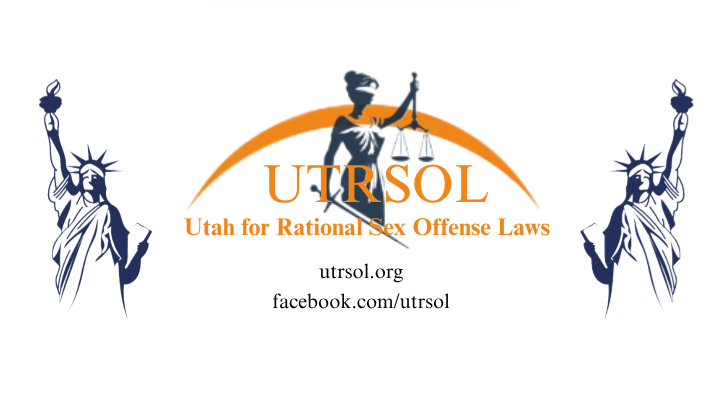 UTRSOL
Utah for Rational Sex Offense Laws
utrsol.org
facebook.com/utrsol